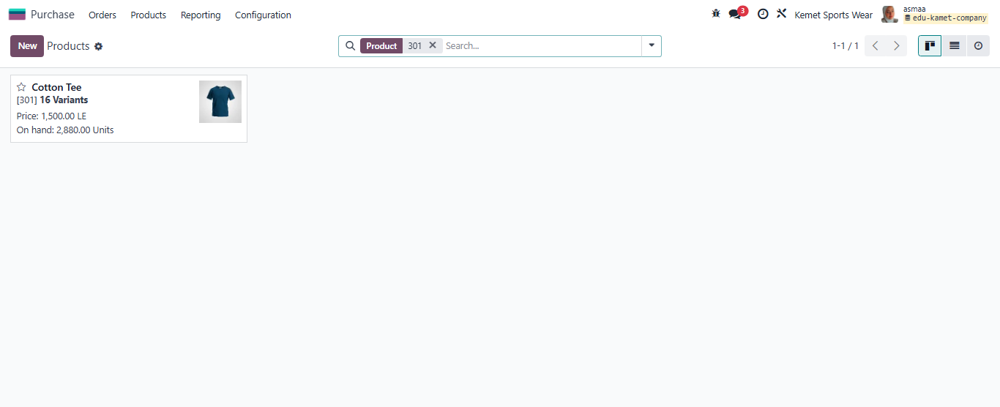 Purchase Orders Products Reporting Configuration 3 Kemet Sports Wear asmaa
edu-kamet-company
New Products Product 301 Search... 1-1 / 1
Cotton Tee
[301] 16 Variants
Price: 1,500.00 LE
On hand: 2,880.00 Units